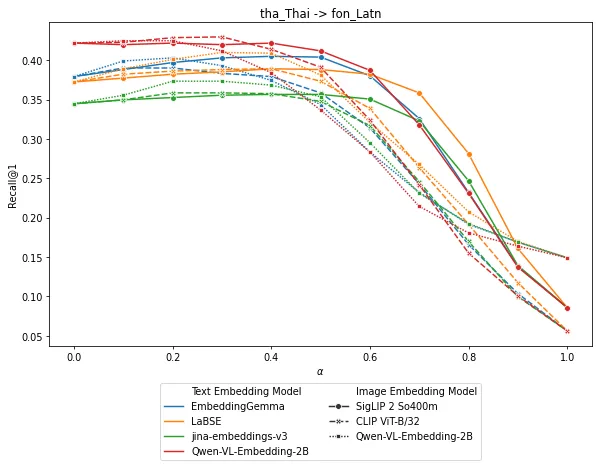 tha_Thai -> fon_Latn
Recall@1
0.40
0.35
0.30
0.25
0.20
0.15
0.10
0.05
0.0 0.2 0.4 0.6 0.8 1.0
α
Text Embedding Model Image Embedding Model
EmbeddingGemma SigLIP 2 So400m
LaBSE CLIP ViT-B/32
jina-embeddings-v3 Qwen-VL-Embedding-2B
Qwen-VL-Embedding-2B